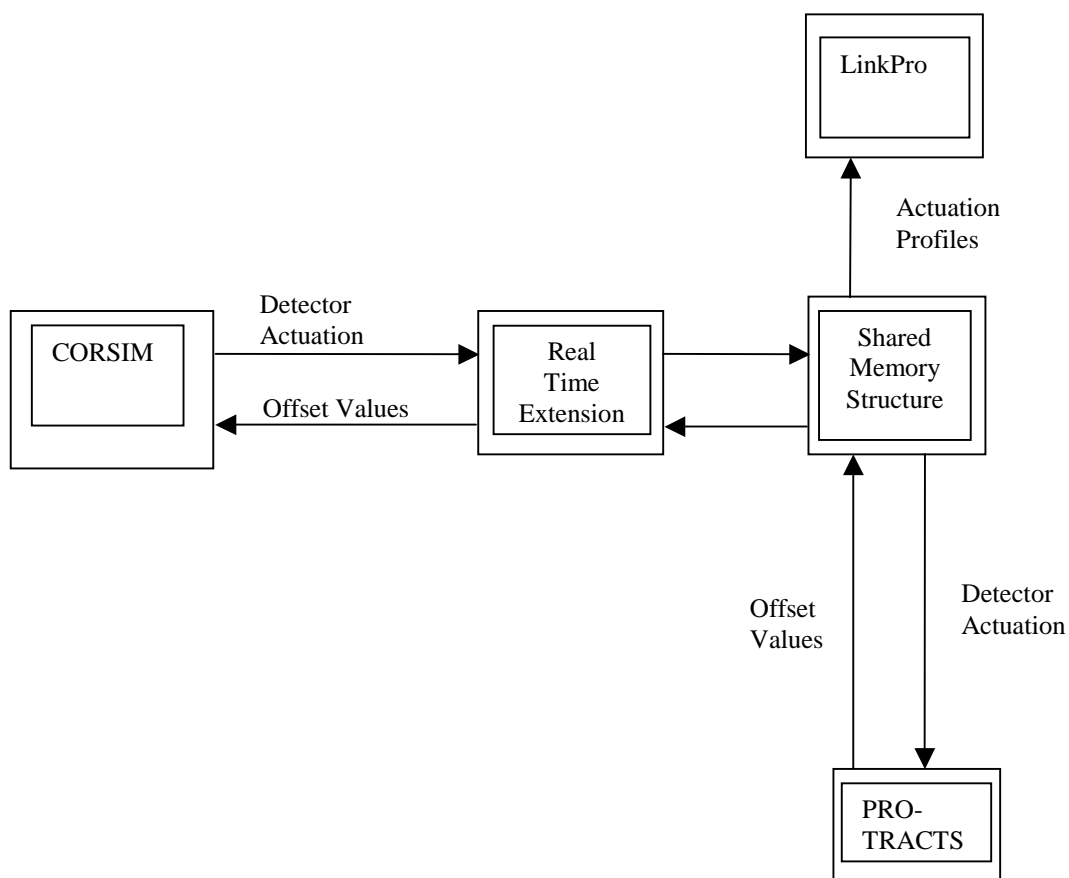 LinkPro
Actuation
Profiles
Detector
Actuation
CORSIM
Offset Values
Real
Time
Extension
Shared
Memory
Structure
Offset
Values
Detector
Actuation
PRO-
TRACTS